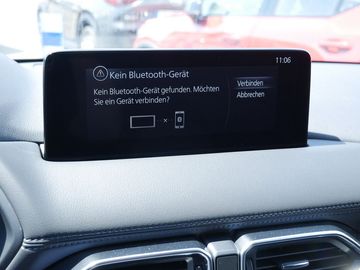 11:06
Kein Bluetooth-Gerät
Kein Bluetooth-Gerät gefunden. Möchten
Sie ein Gerät verbinden?
Verbinden
Abbrechen